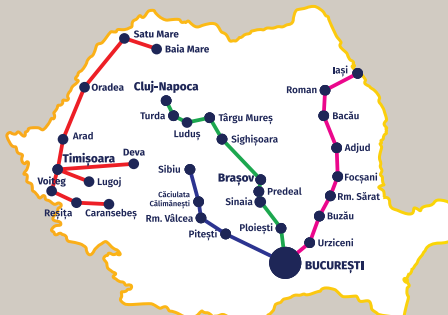 Satu Mare
Baia Mare
Iași
Oradea
Cluj-Napoca
Roman
Turda
Târgu Mureș
Bacău
Luduș
Arad
Sighișoara
Adjud
Deva
Timișoara
Sibiu
Brașov
Focșani
Voiteg
Lugoj
Predeal
Căciulata
Călimănești
Sinaia
Rm. Sărat
Reșița
Caransebeș
Rm. Vâlcea
Buzău
Pitești
Ploiești
Urziceni
BUCUREȘTI